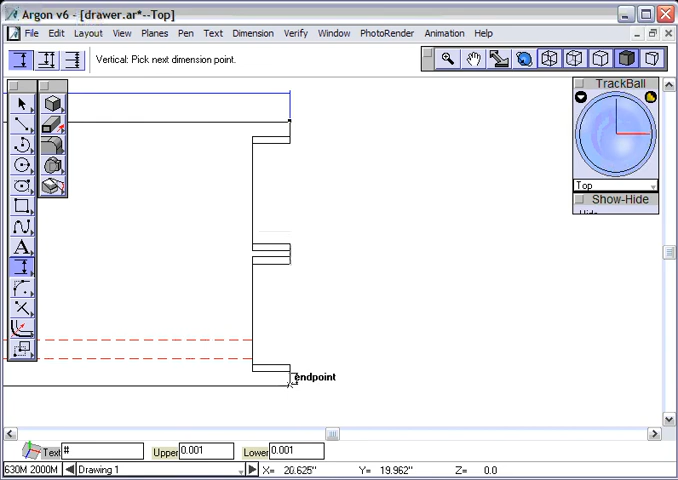 Argon v6 - [drawer.ar*--Top]
File Edit Layout View Planes Pen Text Dimension Verify Window PhotoRender Animation Help
Vertical: Pick next dimension point.
TrackBall
Top
Show-Hide
A
endpoint
Text # Upper 0.001 Lower 0.001
630M 2000M Drawing 1 X= 20.625" Y= 19.962" Z= 0.0